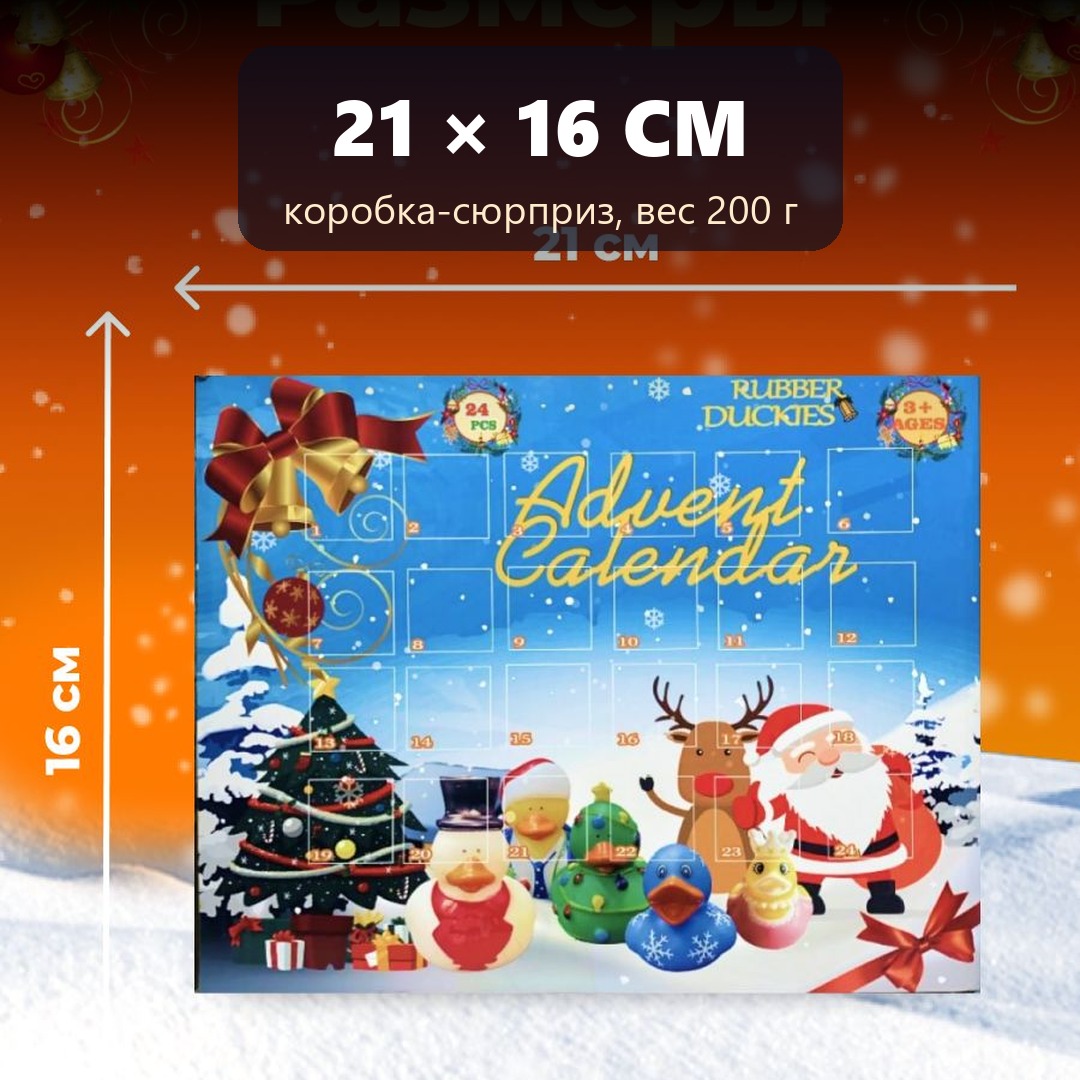 Размеры
21 × 16 СМ
коробка-сюрприз, вес 200 г
21 см
16 см
24
PCS
RUBBER
DUCKIES
3+
AGES
Advent
Calendar
1 2 3 4 5 6
7 8 9 10 11 12
13 14 15 16 17 18
19 20 21 22 23 24